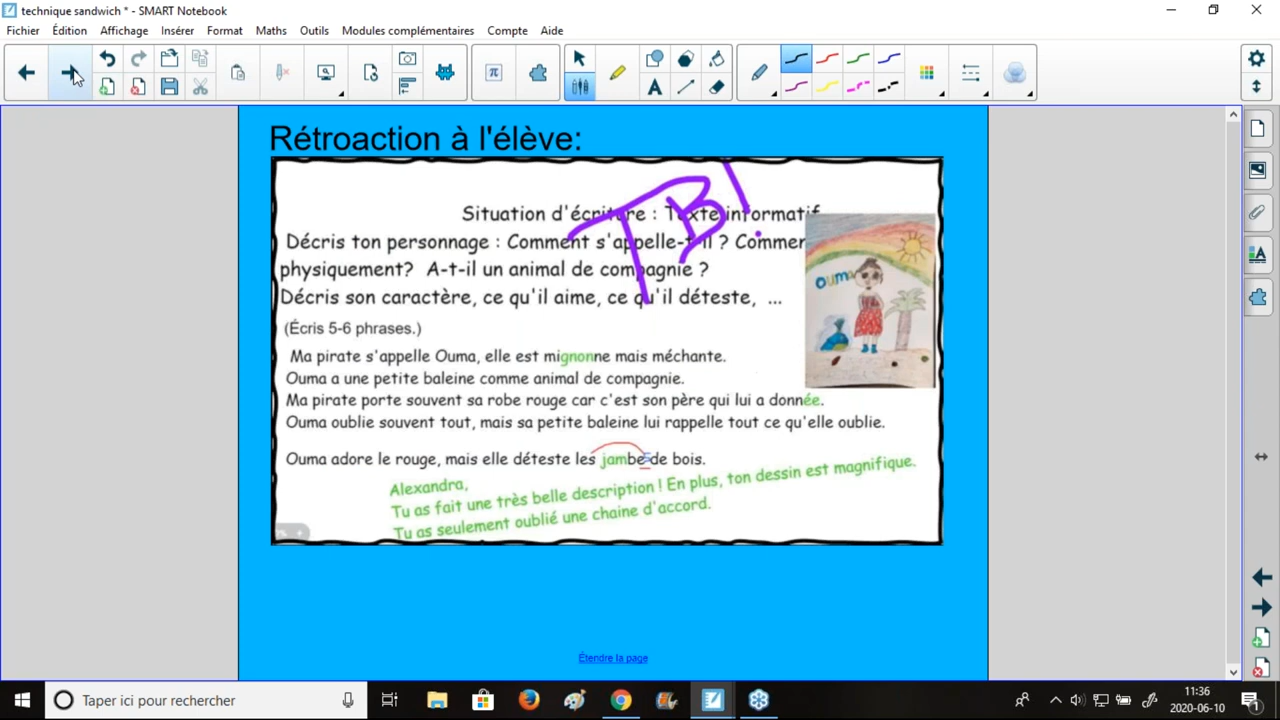 technique sandwich * - SMART Notebook
Fichier Édition Affichage Insérer Format Maths Outils Modules complémentaires Compte Aide
Rétroaction à l'élève:
TB!
Situation d'écriture : Texte informatif
Décris ton personnage : Comment s'appelle-t-il ? Commen
physiquement? A-t-il un animal de compagnie ?
Décris son caractère, ce qu'il aime, ce qu'il déteste, ...
(Écris 5-6 phrases.)
OUMA
Ma pirate s'appelle Ouma, elle est mignonne mais méchante.
Ouma a une petite baleine comme animal de compagnie.
Ma pirate porte souvent sa robe rouge car c'est son père qui lui a donnée.
Ouma oublie souvent tout, mais sa petite baleine lui rappelle tout ce qu'elle oublie.
Ouma adore le rouge, mais elle déteste les jambes de bois.
Alexandra,
Tu as fait une très belle description ! En plus, ton dessin est magnifique.
Tu as seulement oublié une chaine d'accord.
Étendre la page
Taper ici pour rechercher
11:36
2020-06-10
1